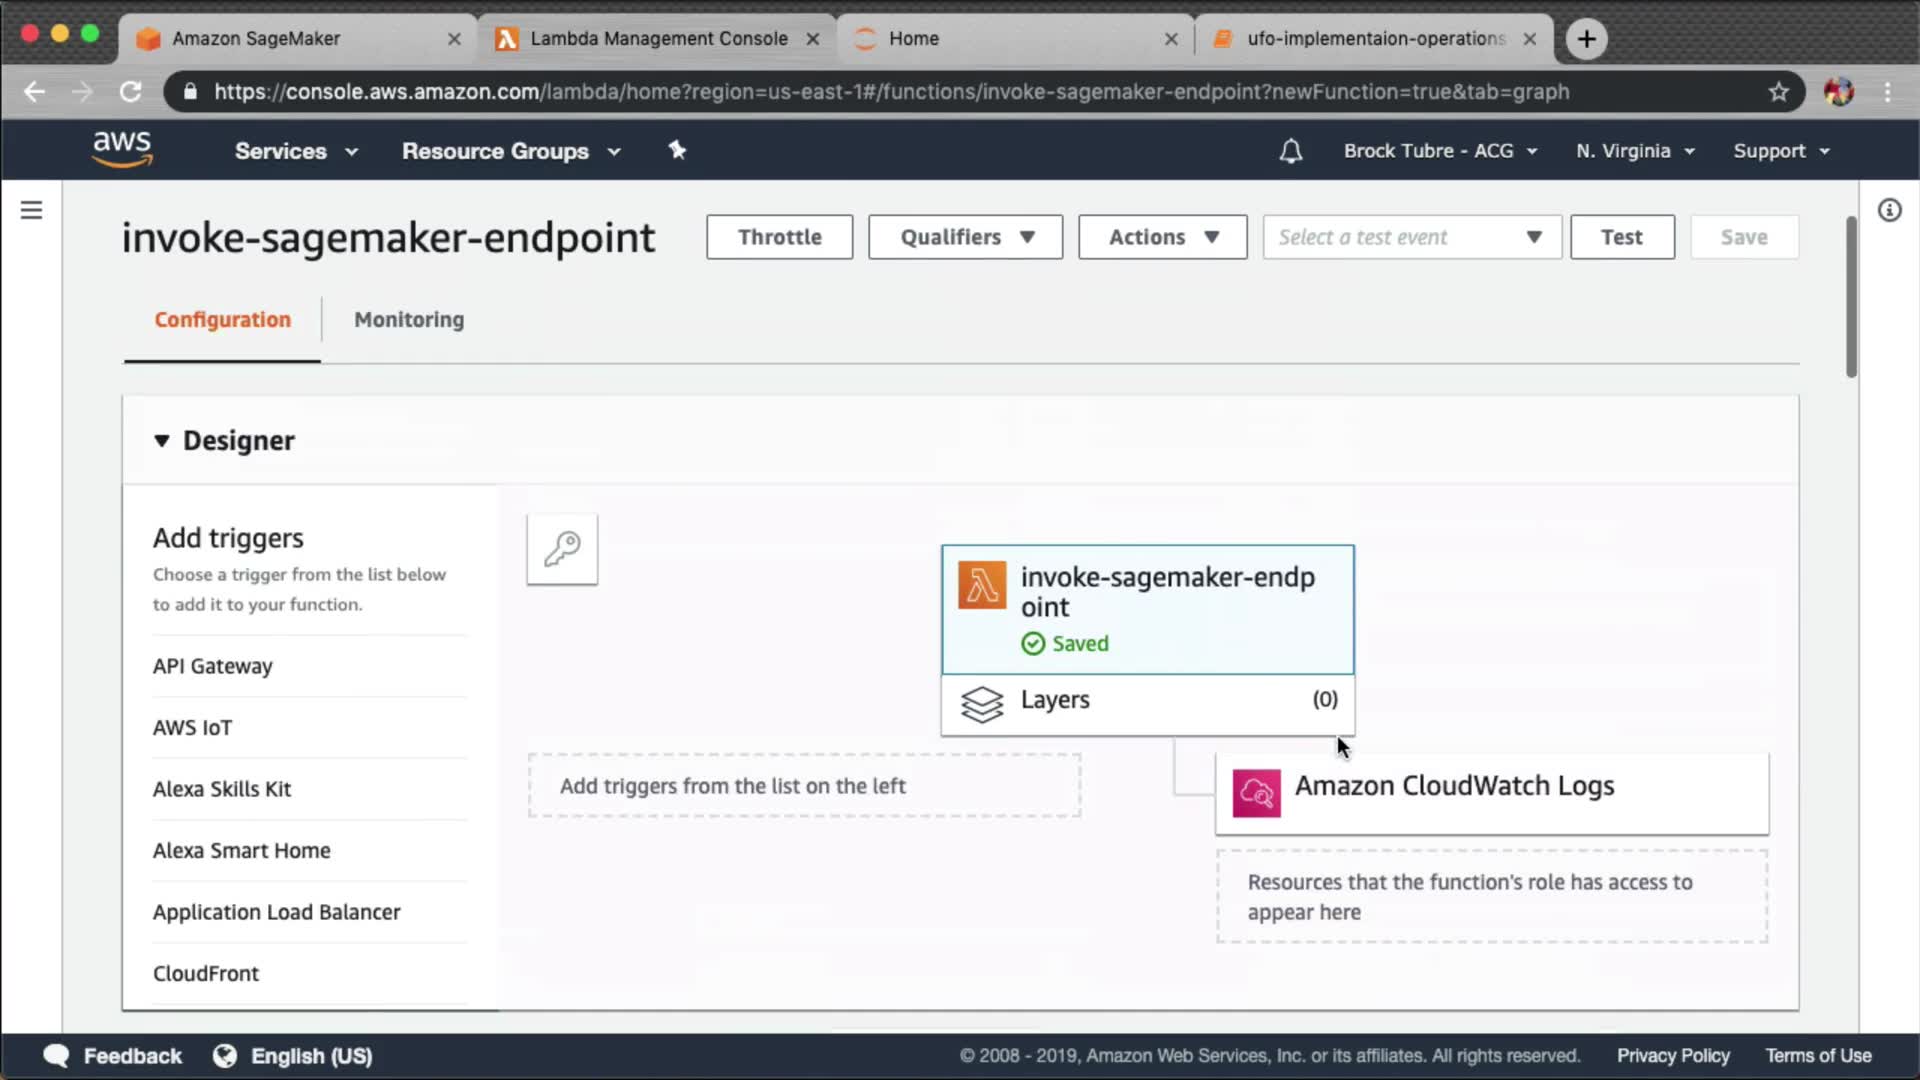 Amazon SageMaker
Lambda Management Console
Home
ufo-implementaion-operations
https://console.aws.amazon.com/lambda/home?region=us-east-1#/functions/invoke-sagemaker-endpoint?newFunction=true&tab=graph
aws
Services
Resource Groups
Brock Tubre - ACG
N. Virginia
Support
invoke-sagemaker-endpoint
Throttle
Qualifiers
Actions
Select a test event
Test
Save
Configuration
Monitoring
Designer
Add triggers
Choose a trigger from the list below
to add it to your function.
API Gateway
AWS IoT
Alexa Skills Kit
Alexa Smart Home
Application Load Balancer
CloudFront
invoke-sagemaker-endp
oint
Saved
Layers
(0)
Add triggers from the list on the left
Amazon CloudWatch Logs
Resources that the function's role has access to
appear here
Feedback
English (US)
© 2008 - 2019, Amazon Web Services, Inc. or its affiliates. All rights reserved.
Privacy Policy
Terms of Use